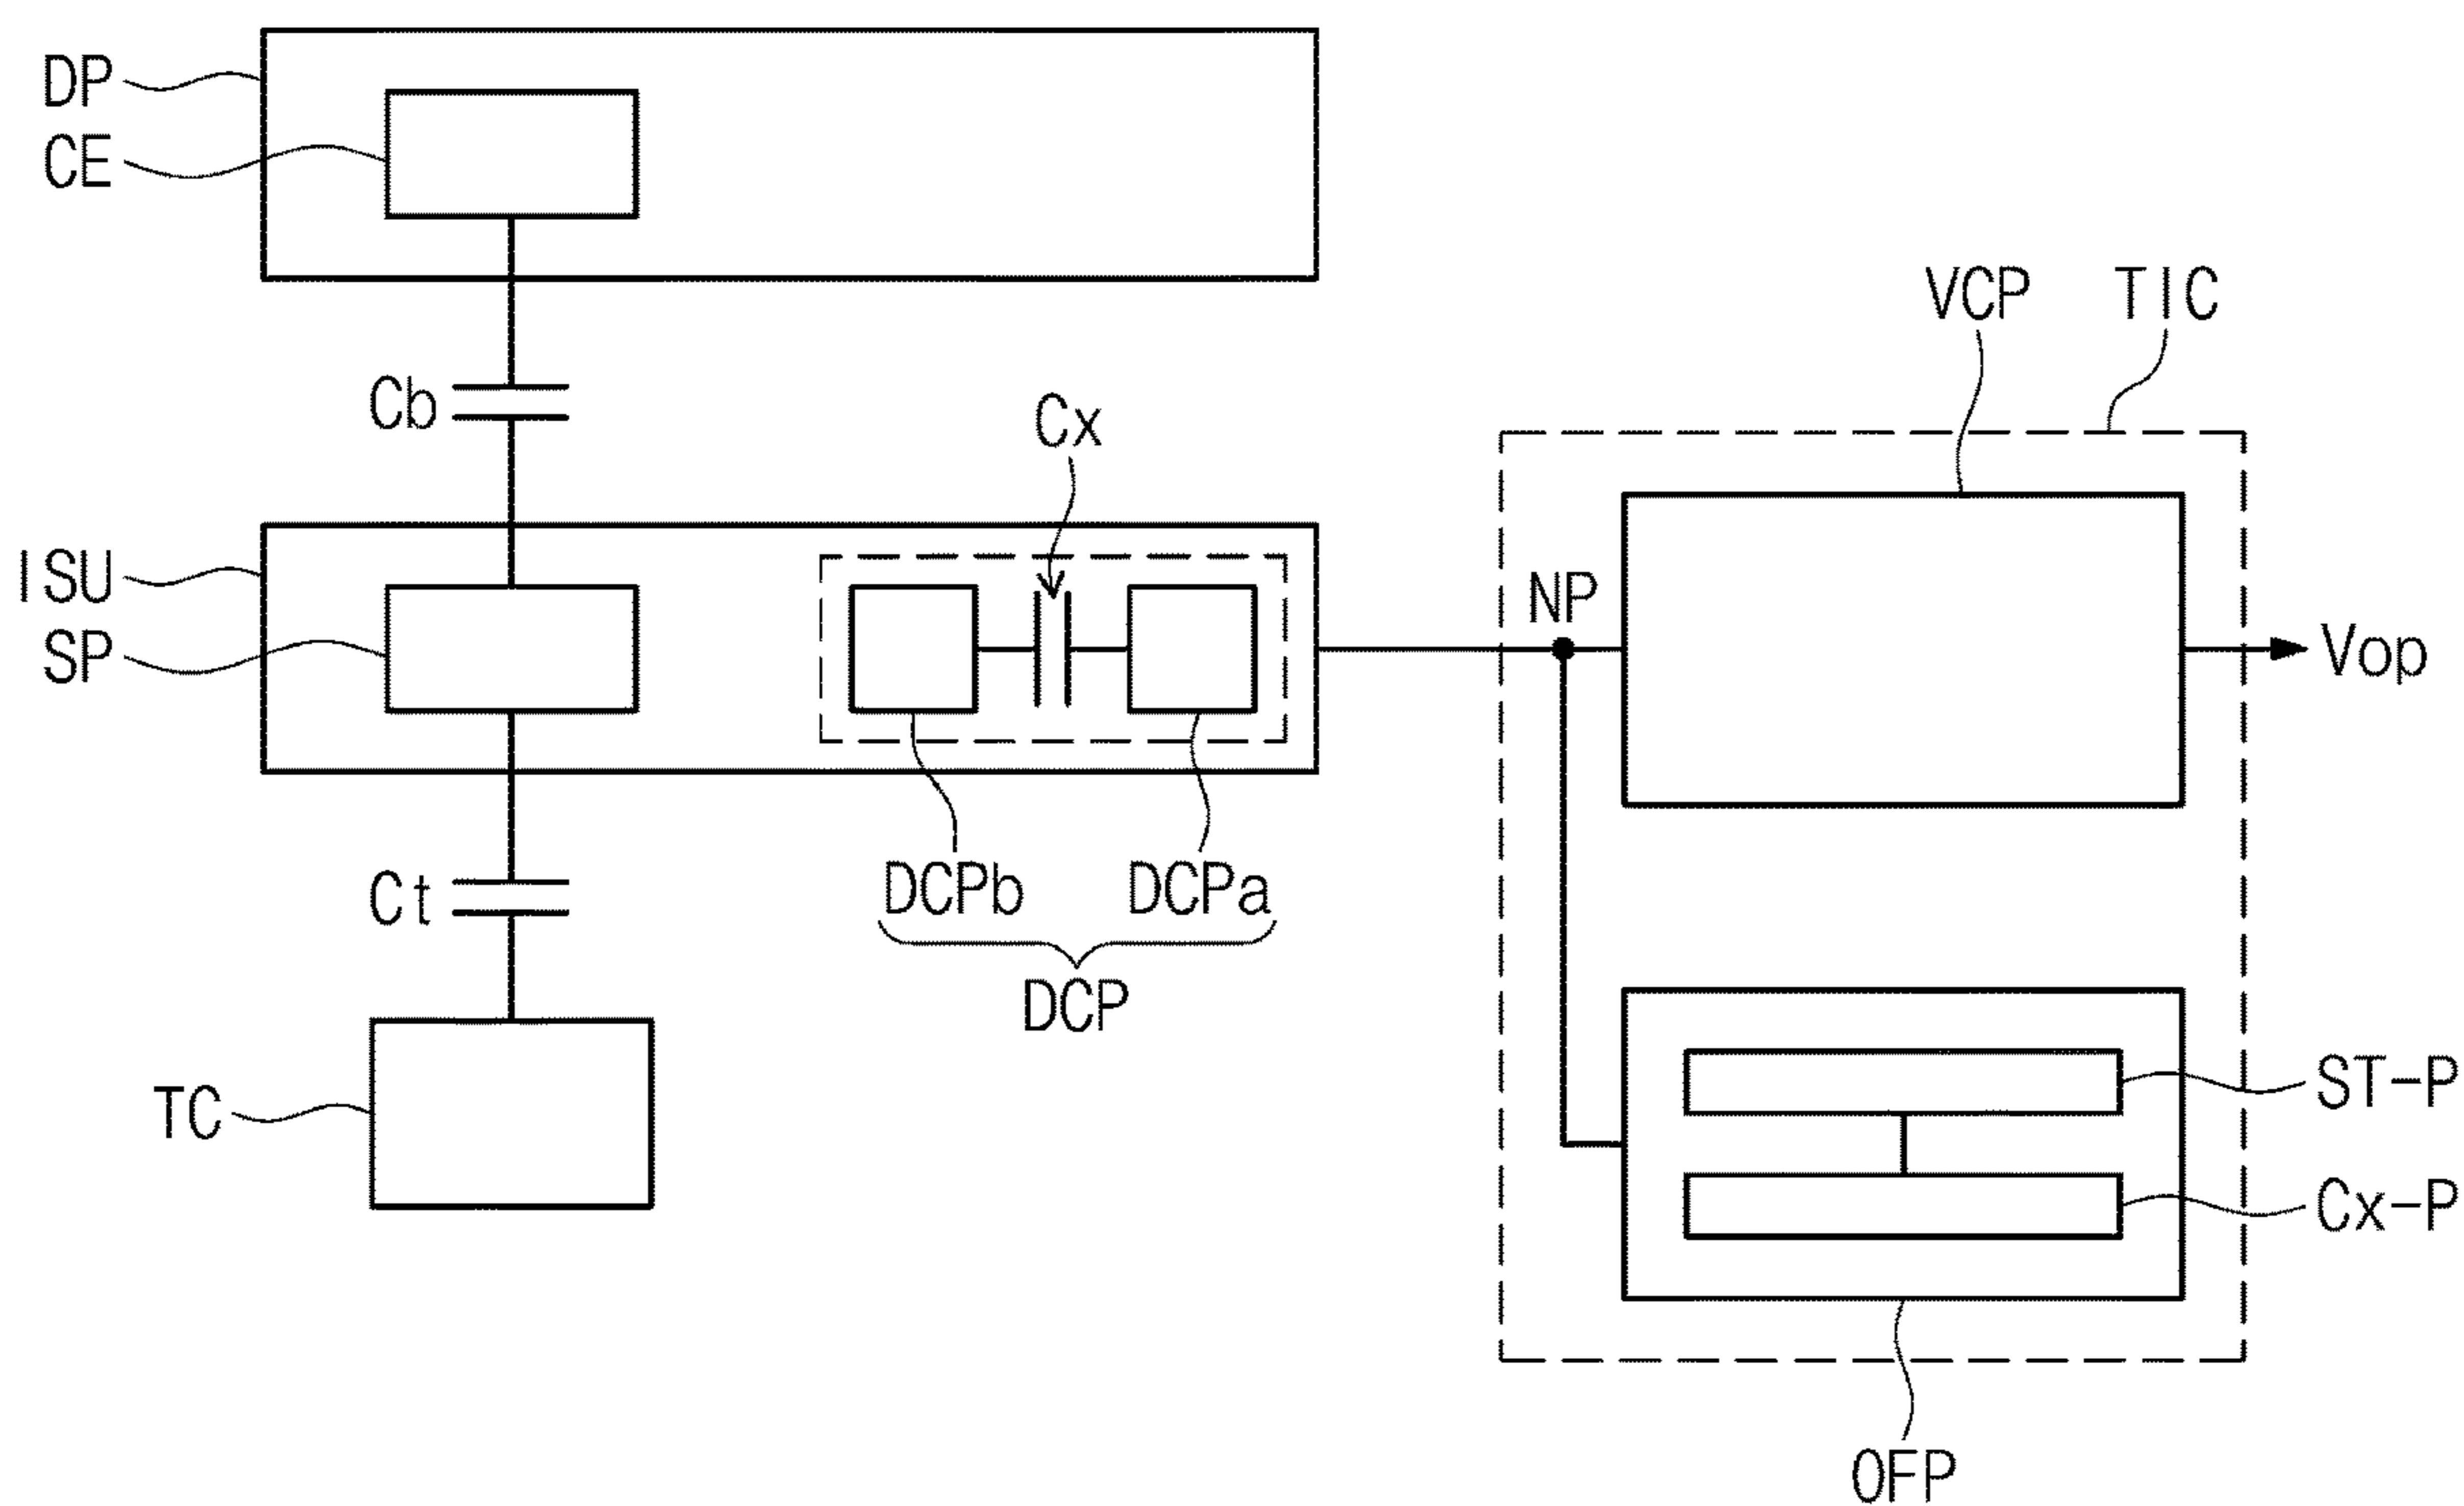 DP
CE
VCP
TIC
Cb
Cx
ISU
SP
NP
Vop
Ct
DCPb
DCPa
DCP
TC
ST-P
Cx-P
OFP